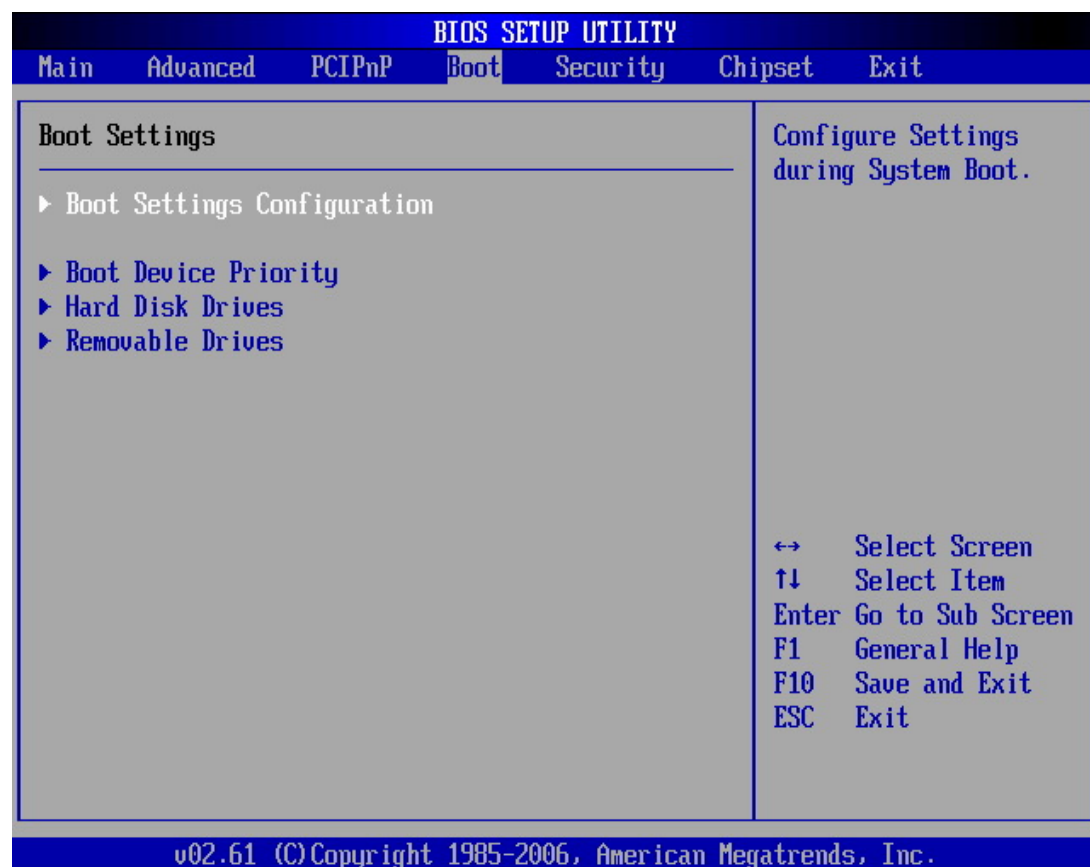 BIOS SETUP UTILITY
Main Advanced PCIPnP Boot Security Chipset Exit
Boot Settings
▶ Boot Settings Configuration
▶ Boot Device Priority
▶ Hard Disk Drives
▶ Removable Drives
Configure Settings
during System Boot.
↔ Select Screen
↑↓ Select Item
Enter Go to Sub Screen
F1 General Help
F10 Save and Exit
ESC Exit
v02.61 (C)Copyright 1985-2006, American Megatrends, Inc.